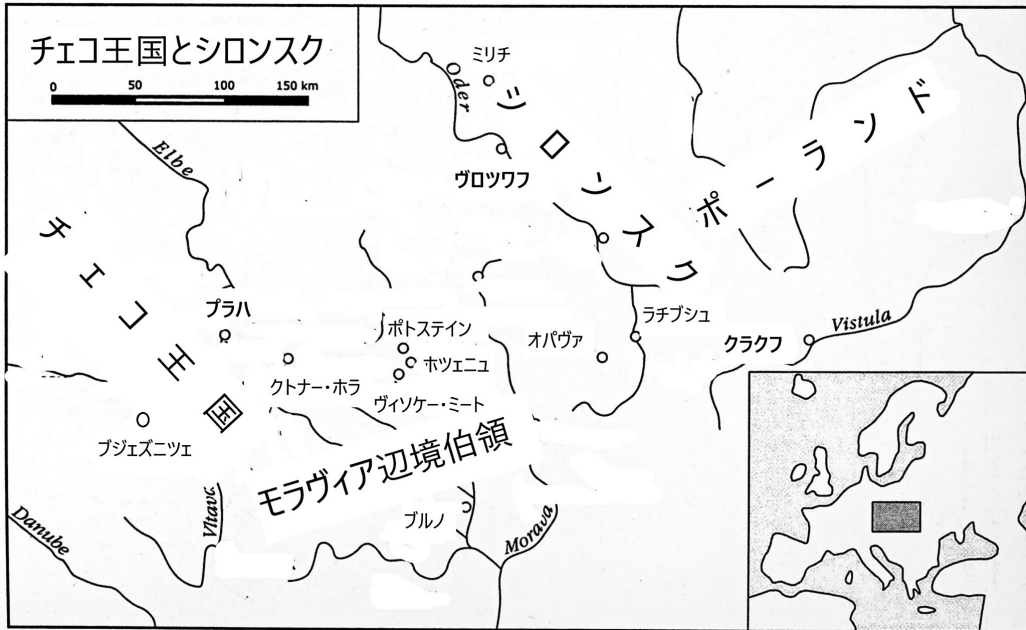 チェコ王国とシロンスク
0 50 100 150 km
ミリチ
Oder
シロンスク
ヴロツワフ
ポーランド
Elbe
チェコ王国
プラハ
ポトステイン
ホツェニュ
クトナー・ホラ
ヴィソケー・ミート
オパヴァ
ラチブシュ
クラクフ
Vistula
ブジェズニツェ
モラヴィア辺境伯領
ブルノ
Vltava
Morava
Danube